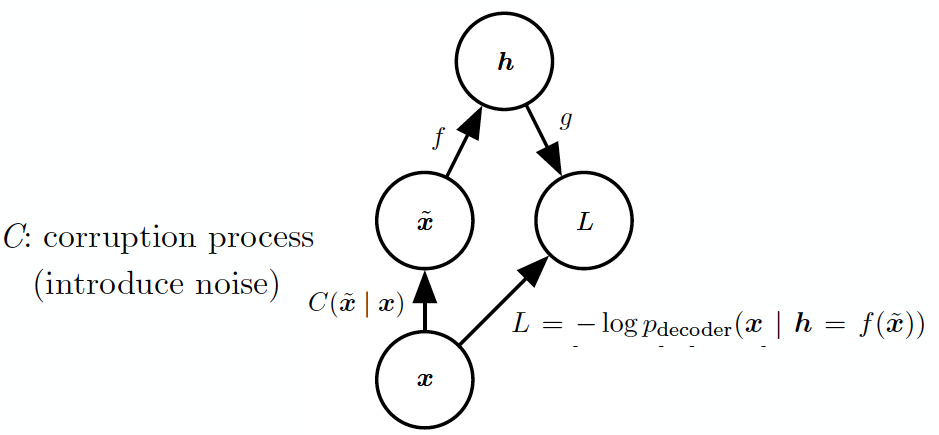 h
f
g
x̃
L
C: corruption process
(introduce noise)
C(x̃ | x)
L = − log p_decoder(x | h = f(x̃))
x